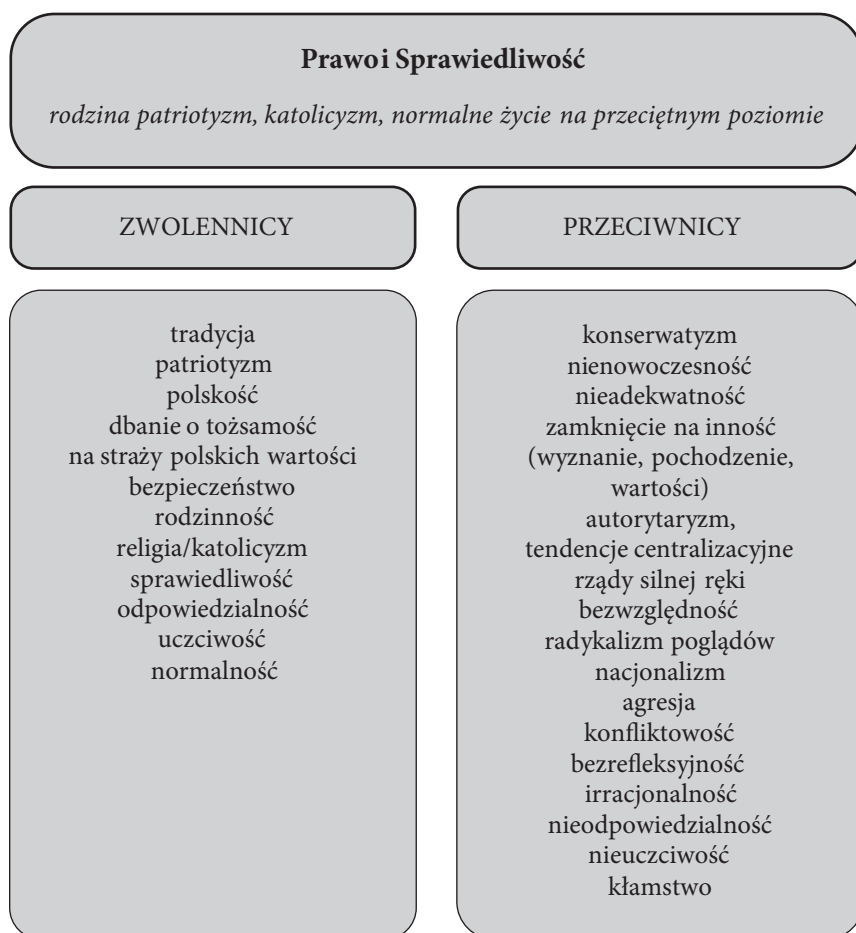 Prawo i Sprawiedliwość
rodzina patriotyzm, katolicyzm, normalne życie na przeciętnym poziomie
ZWOLENNICY
PRZECIWNICY
tradycja
patriotyzm
polskość
dbanie o tożsamość
na straży polskich wartości
bezpieczeństwo
rodzinność
religia/katolicyzm
sprawiedliwość
odpowiedzialność
uczciwość
normalność
konserwatyzm
nienowoczesność
nieadekwatność
zamknięcie na inność
(wyznanie, pochodzenie,
wartości)
autorytaryzm,
tendencje centralizacyjne
rządy silnej ręki
bezwzględność
radykalizm poglądów
nacjonalizm
agresja
konfliktowość
bezrefleksyjność
irracjonalność
nieodpowiedzialność
nieuczciwość
kłamstwo